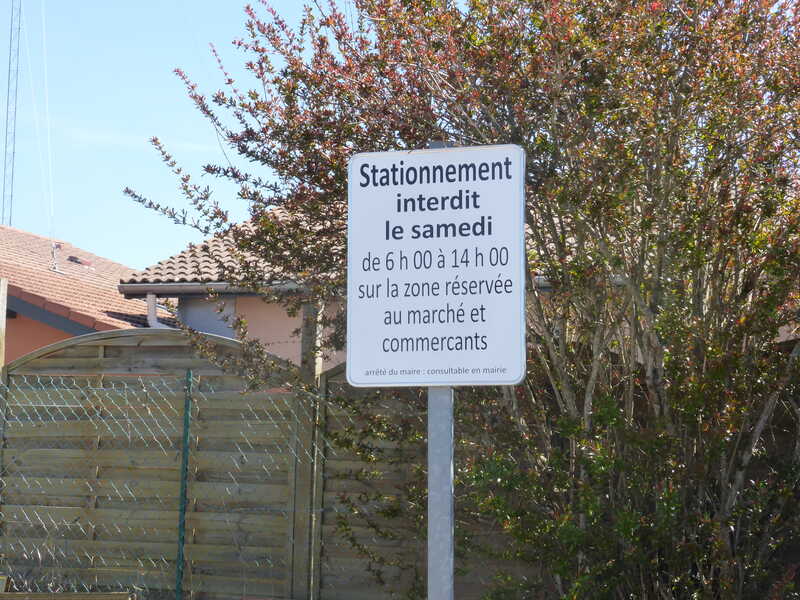 Stationnement
interdit
le samedi
de 6 h 00 à 14 h 00
sur la zone réservée
au marché et
commercants
arrêté du maire : consultable en mairie